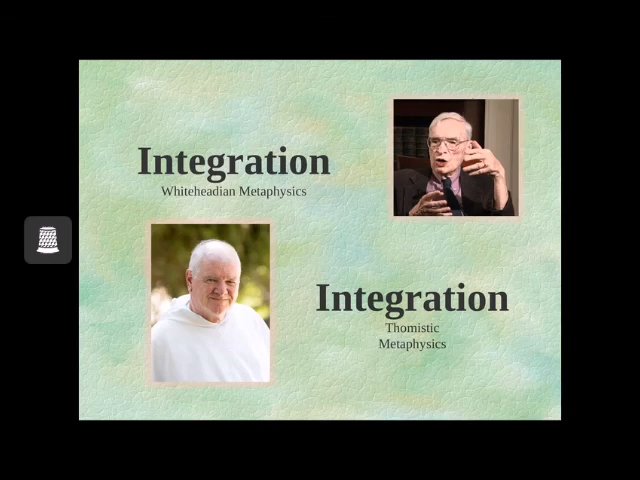 Integration
Whiteheadian Metaphysics
Integration
Thomistic
Metaphysics